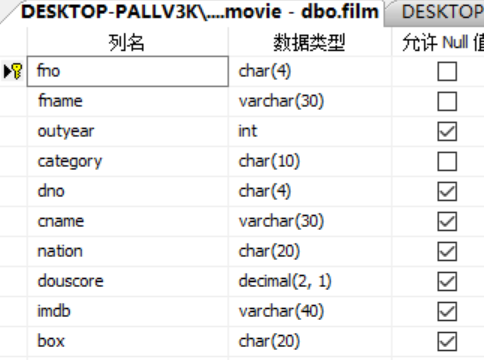 DESKTOP-PALLV3K\....movie - dbo.film DESKTOP
列名 数据类型 允许 Null 值
fno char(4)
fname varchar(30)
outyear int
category char(10)
dno char(4)
cname varchar(30)
nation char(20)
douscore decimal(2, 1)
imdb varchar(40)
box char(20)